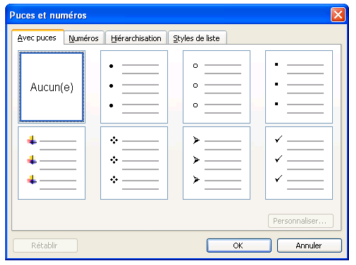 Puces et numéros
Avec puces Numéros Hiérarchisation Styles de liste
Aucun(e)
Personnaliser...
Rétablir OK Annuler